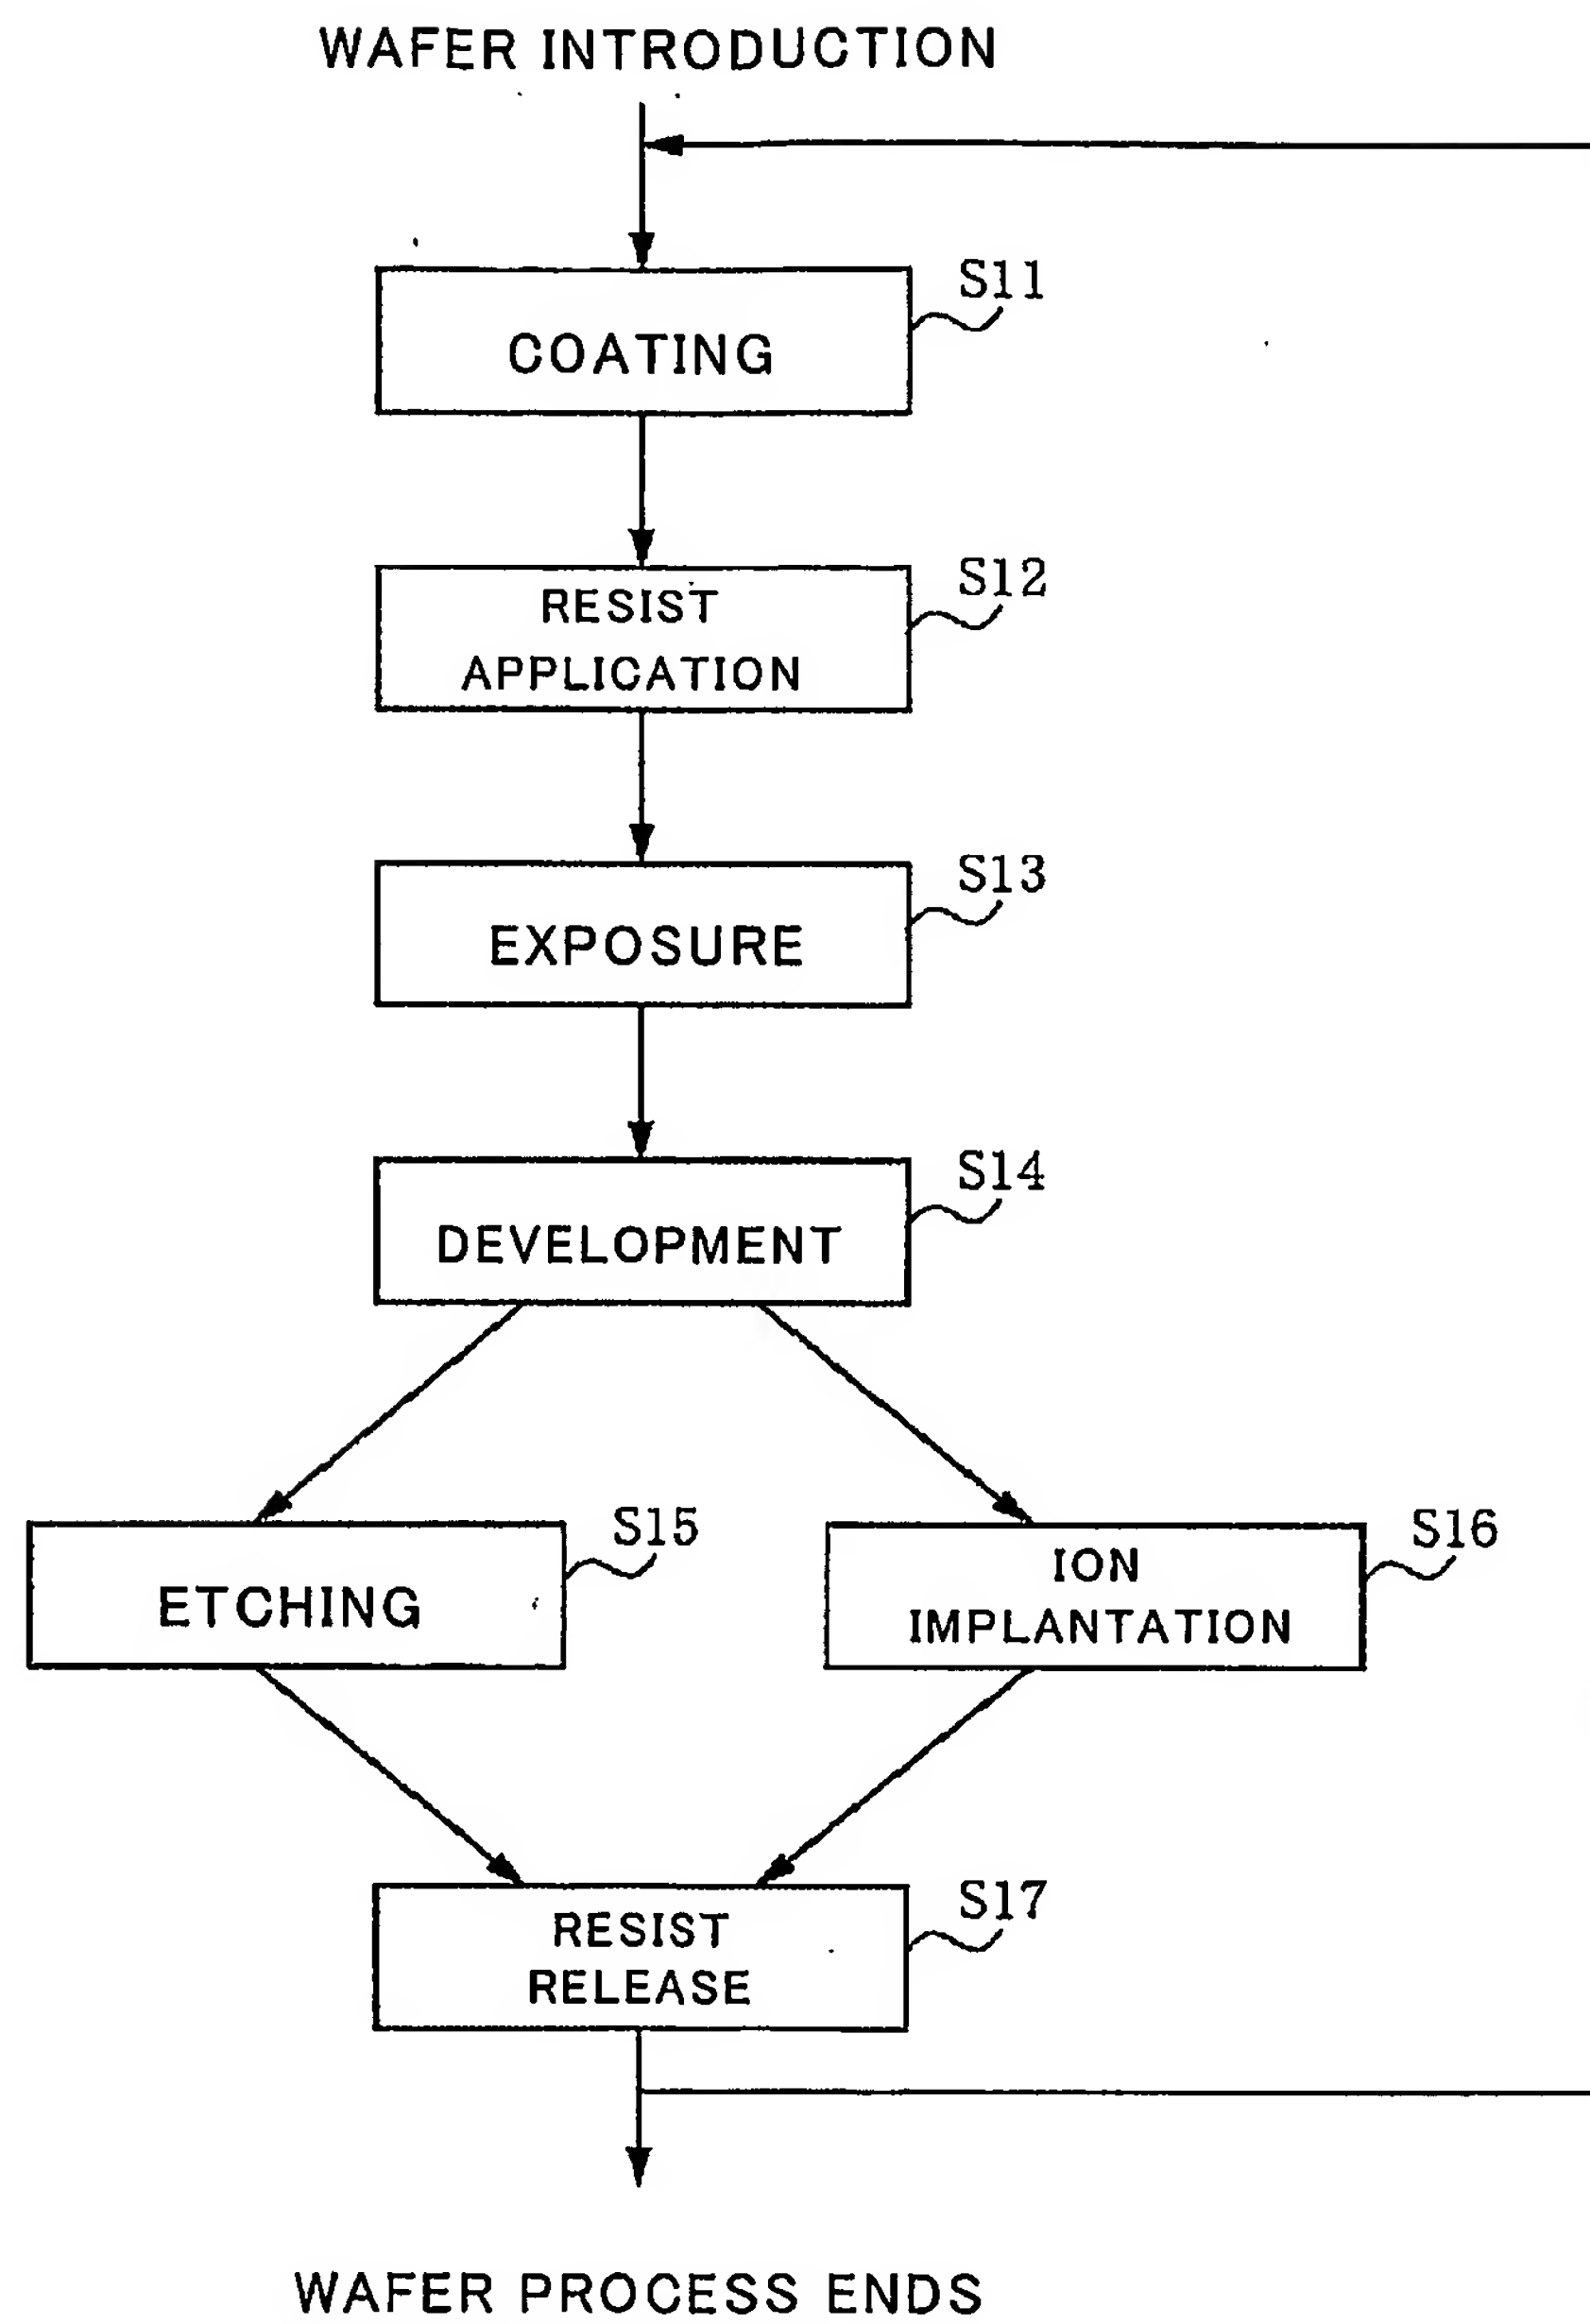 WAFER INTRODUCTION
S11
COATING
S12
RESIST
APPLICATION
S13
EXPOSURE
S14
DEVELOPMENT
S15
ETCHING
S16
ION
IMPLANTATION
S17
RESIST
RELEASE
WAFER PROCESS ENDS